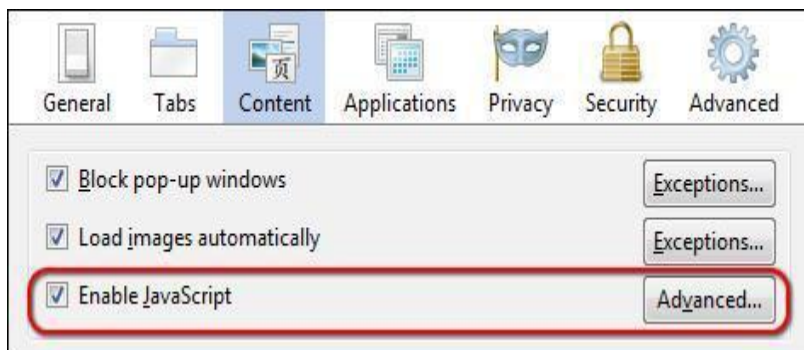 页
General Tabs Content Applications Privacy Security Advanced
Block pop-up windows Exceptions...
Load images automatically Exceptions...
Enable JavaScript Advanced...